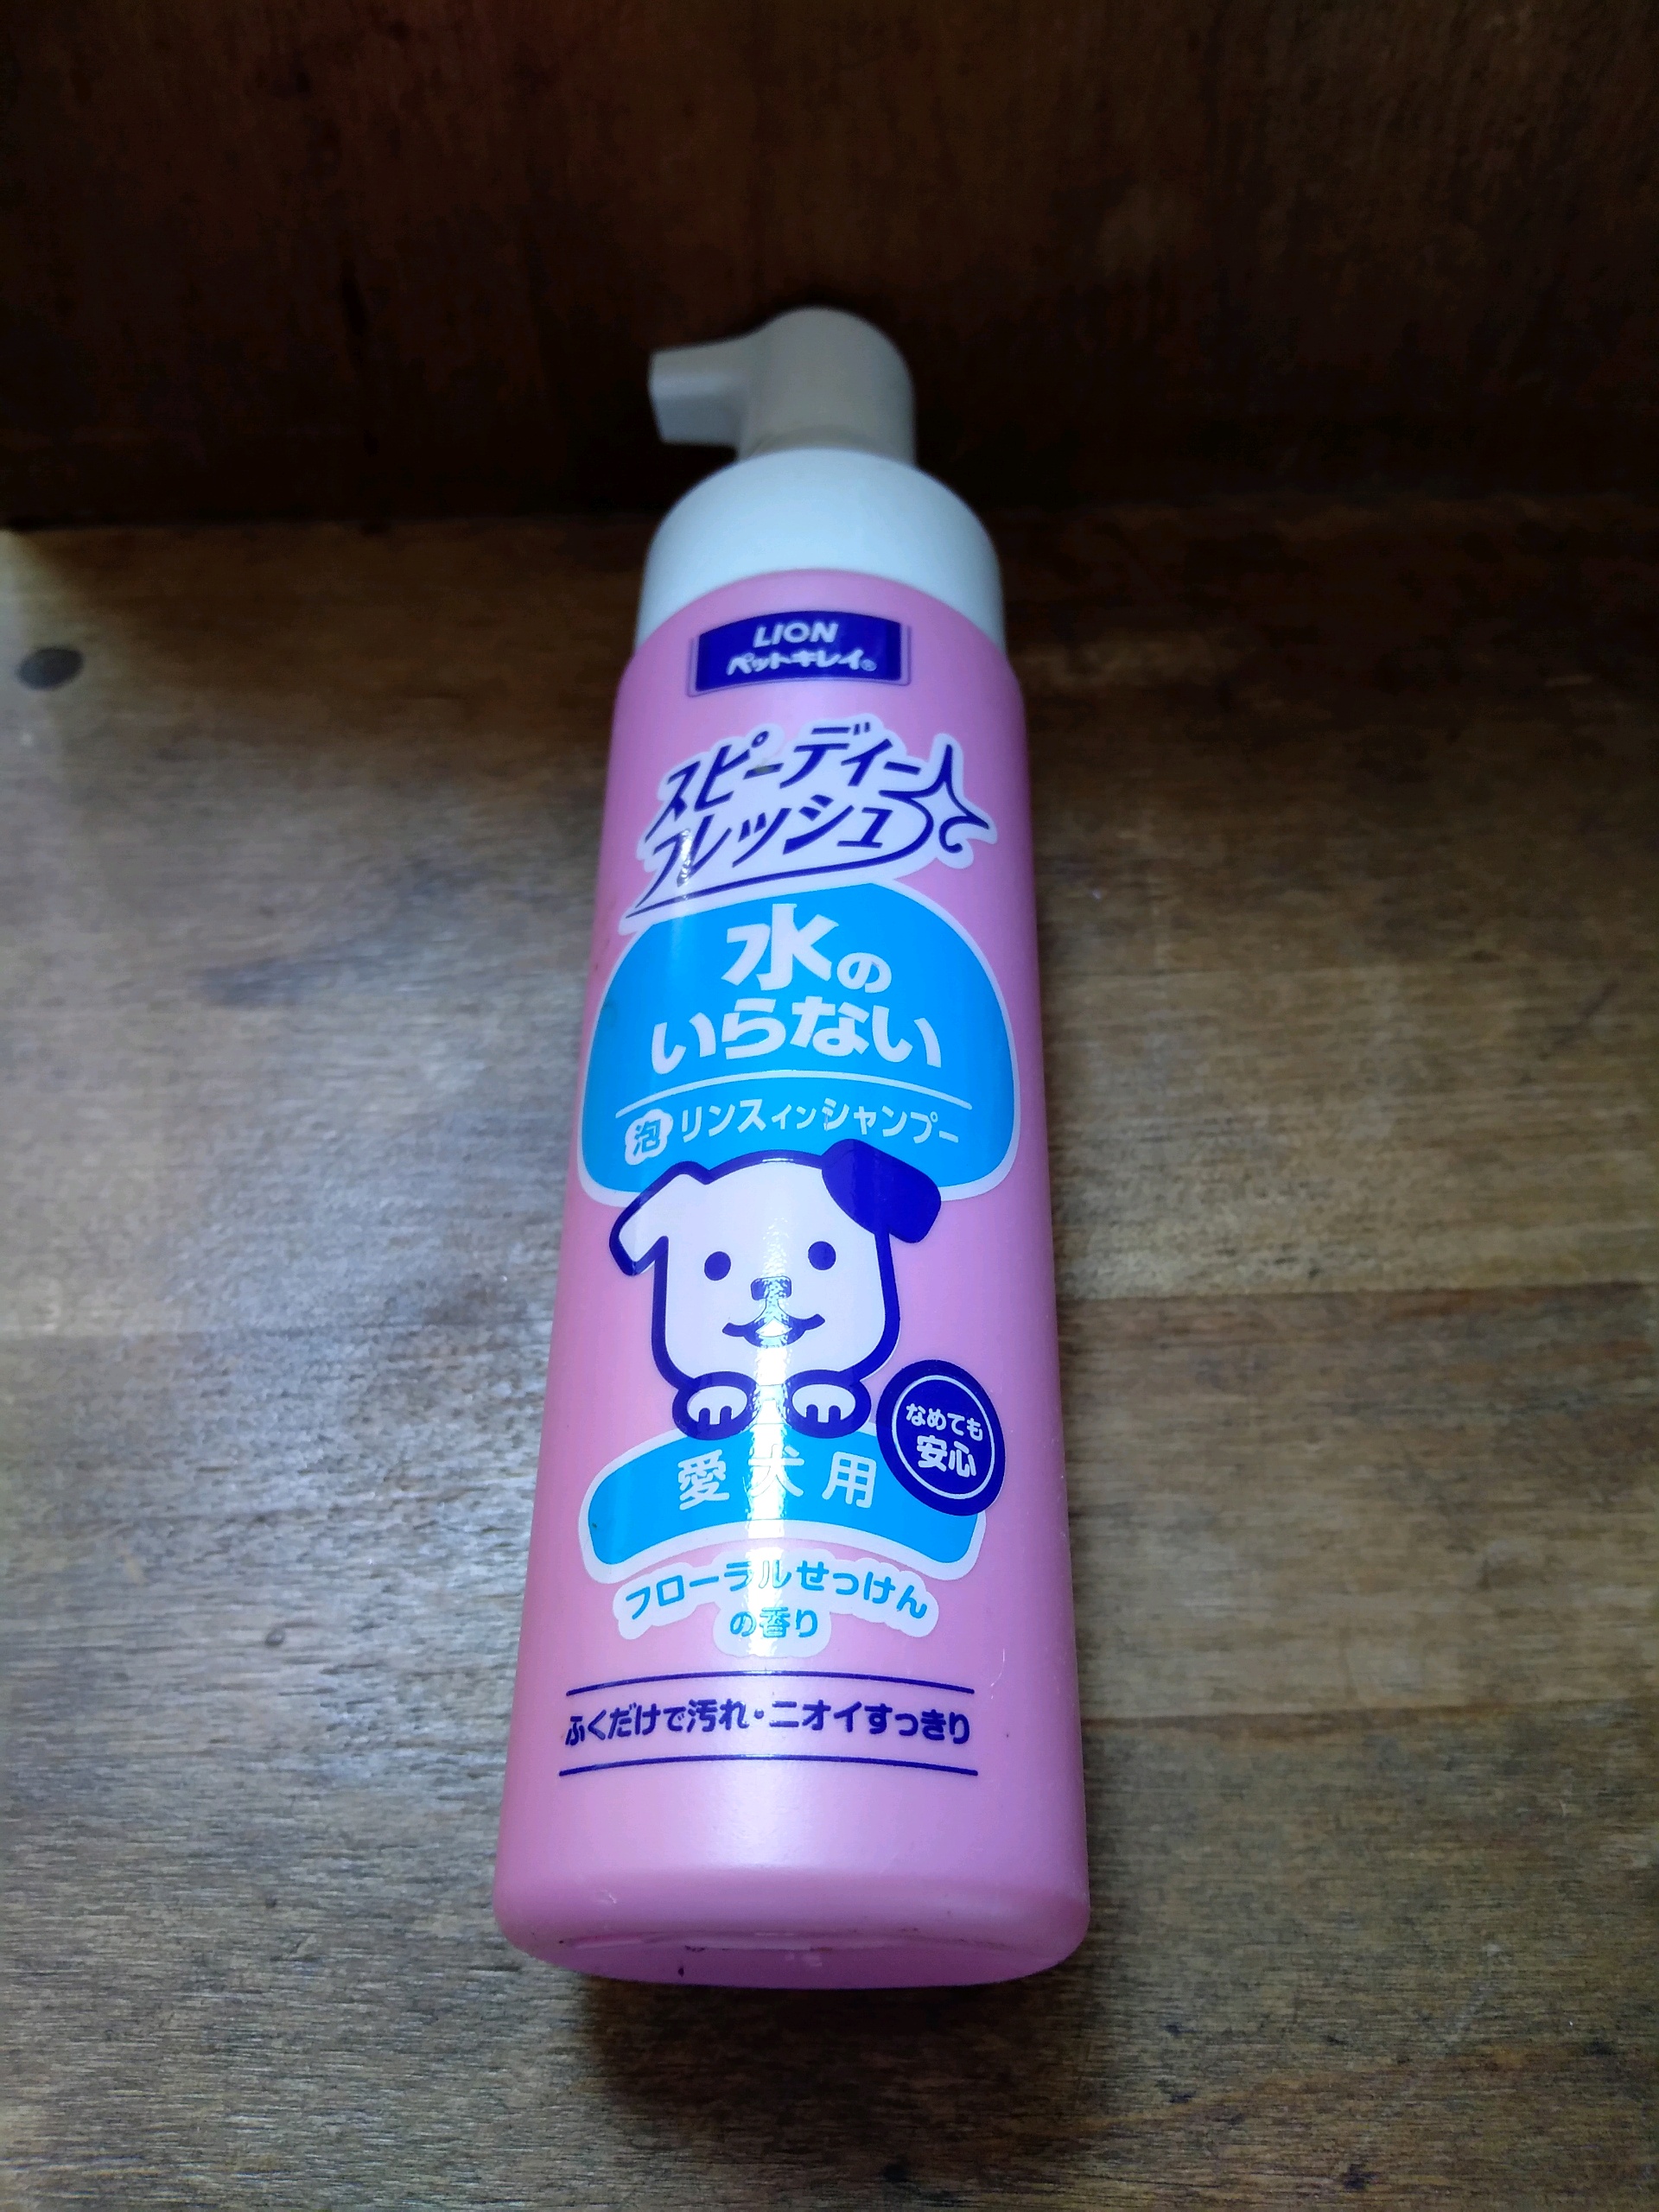 LION
ペットキレイ®
スピーディー
フレッシュ
水の
いらない
泡 リンスインシャンプー
なめても
安心
愛犬用
フローラルせっけん
の香り
ふくだけで汚れ・ニオイすっきり